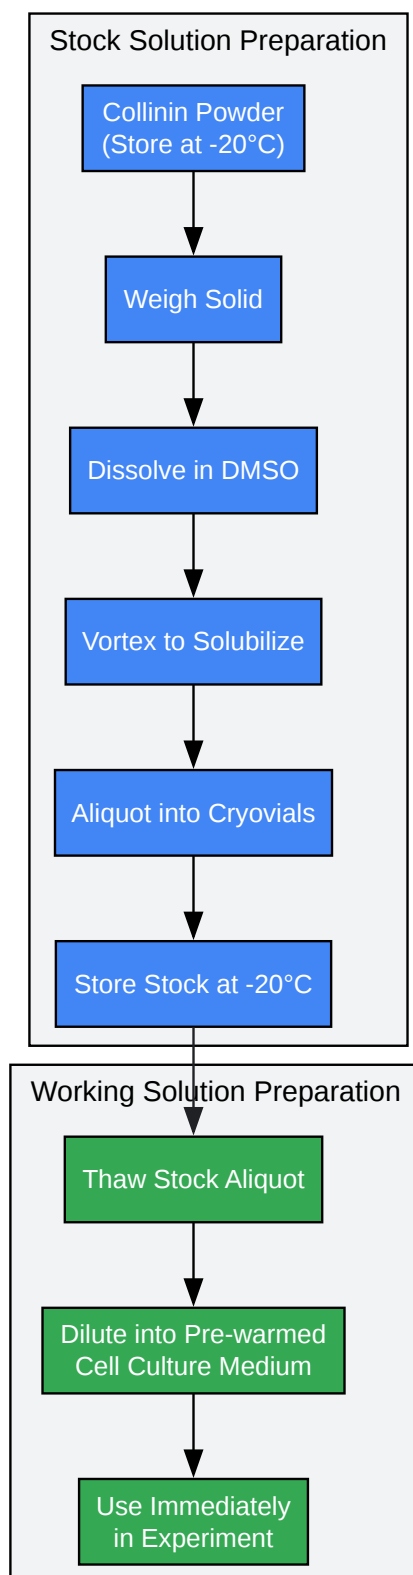 Stock Solution Preparation
Collinin Powder
(Store at -20°C)
Weigh Solid
Dissolve in DMSO
Vortex to Solubilize
Aliquot into Cryovials
Store Stock at -20°C
Working Solution Preparation
Thaw Stock Aliquot
Dilute into Pre-warmed
Cell Culture Medium
Use Immediately
in Experiment